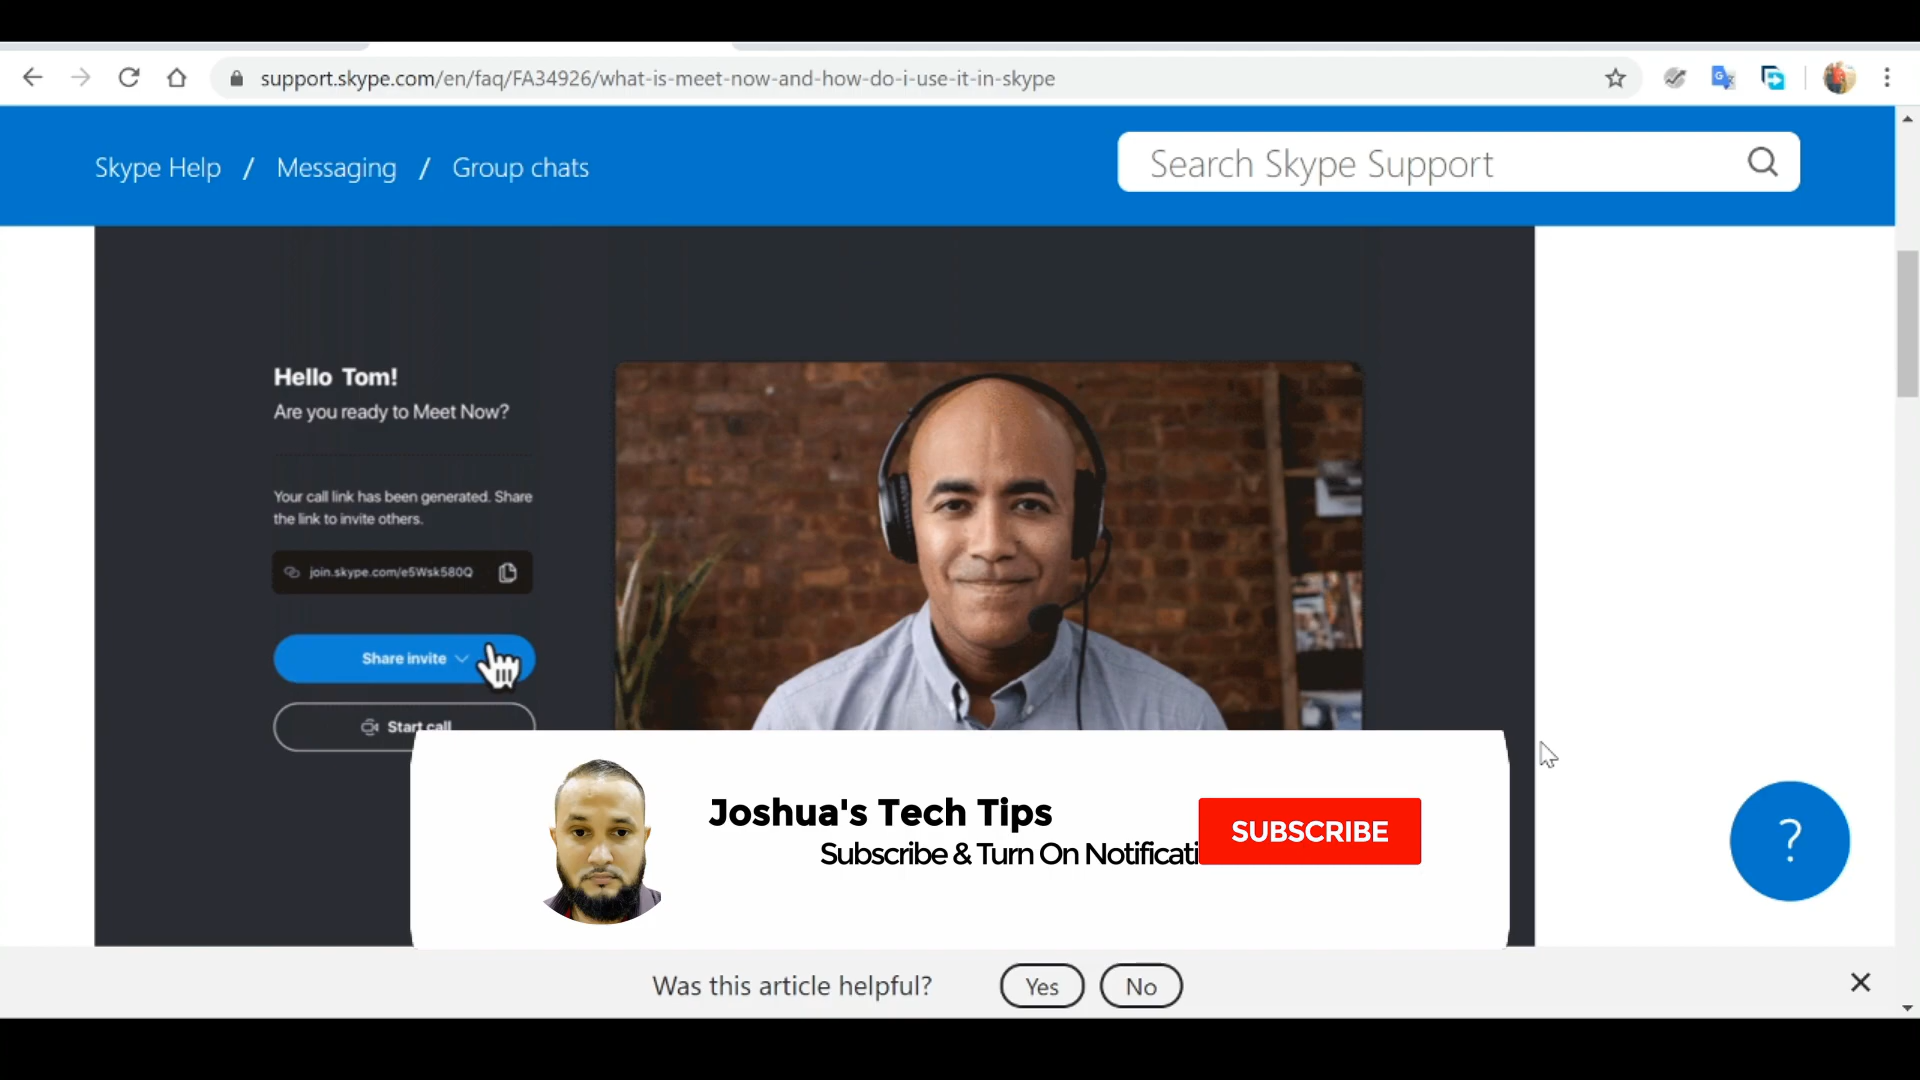 support.skype.com/en/faq/FA34926/what-is-meet-now-and-how-do-i-use-it-in-skype
Skype Help / Messaging / Group chats
Search Skype Support
Hello Tom!
Are you ready to Meet Now?
Your call link has been generated. Share
the link to invite others.
join.skype.com/e5Wsk580Q
Share invite
Start call
Joshua's Tech Tips
Subscribe & Turn On Notificati
SUBSCRIBE
?
Was this article helpful?
Yes
No